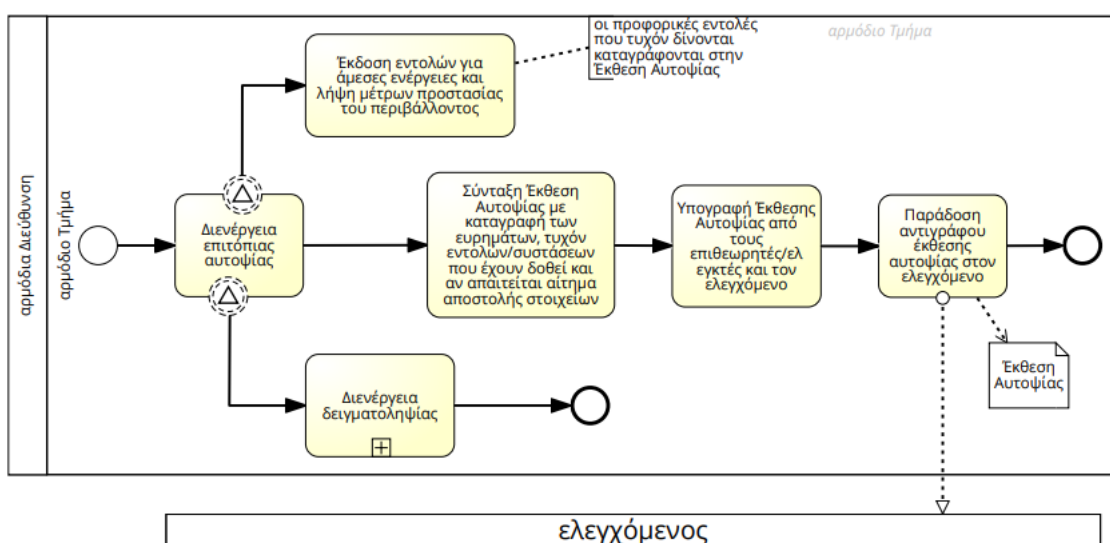 οι προφορικές εντολές
που τυχόν δίνονται
καταγράφονται στην
Έκθεση Αυτοψίας
αρμόδιο Τμήμα
Έκδοση εντολών για
άμεσες ενέργειες και
λήψη μέτρων προστασίας
του περιβάλλοντος
αρμόδια Διεύθυνση
αρμόδιο Τμήμα
Διενέργεια
επιτόπιας
αυτοψίας
Σύνταξη Έκθεση
Αυτοψίας με
καταγραφή των
ευρημάτων, τυχόν
εντολών/συστάσεων
που έχουν δοθεί και
αν απαιτείται αίτημα
αποστολής στοιχείων
Υπογραφή Έκθεσης
Αυτοψίας από
τους
επιθεωρητές/ελ
εγκτές και τον
ελεγχόμενο
Παράδοση
αντιγράφου
έκθεσης
αυτοψίας στον
ελεγχόμενο
Έκθεση
Αυτοψίας
Διενέργεια
δειγματοληψίας
ελεγχόμενος